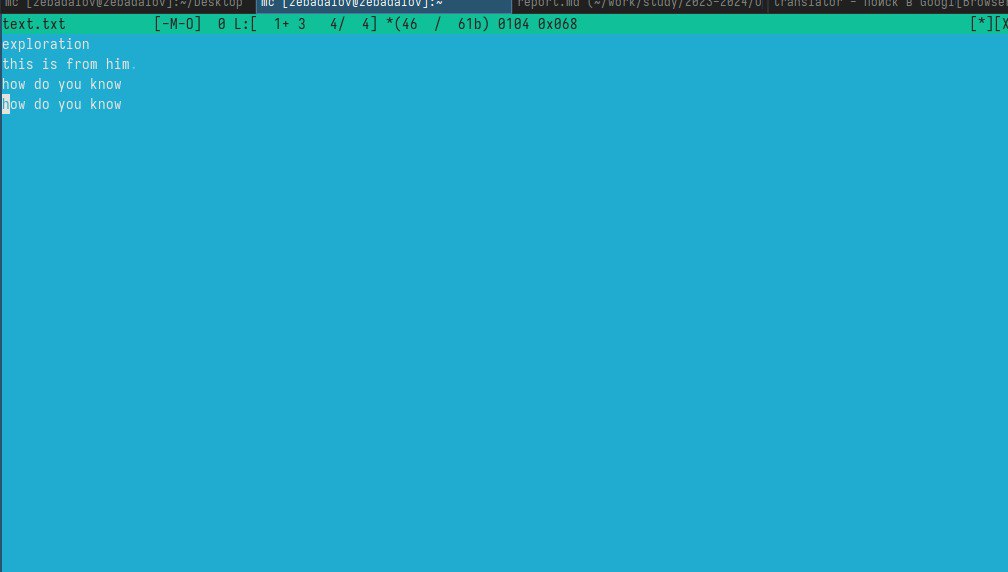 mc [zebadalov@zebadalov]:~/Desktop mc [zebadalov@zebadalov]:~ report.md (~/work/study/2023-2024/O translator - Поиск в Googl[Browser
text.txt [-M-O] 0 L:[ 1+ 3 4/ 4] *(46 / 61b) 0104 0x068 [*][X
exploration
this is from him.
how do you know
how do you know